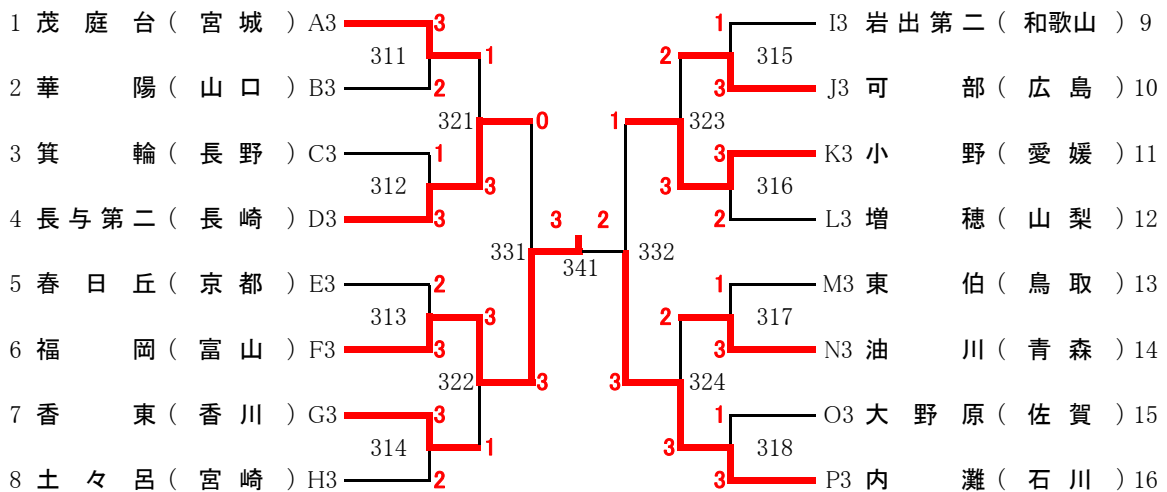 1 茂庭台(宮城)A3 3 1 I3 岩出第二(和歌山)9
311 1 2 315
2 華陽(山口)B3 2 3 J3 可部(広島)10
321 0 1 323
3 箕輪(長野)C3 1 3 K3 小野(愛媛)11
312 3 3 316
4 長与第二(長崎)D3 3 2 L3 増穂(山梨)12
3 2
331 332
341
5 春日丘(京都)E3 2 1 M3 東伯(鳥取)13
313 3 2 317
6 福岡(富山)F3 3 3 N3 油川(青森)14
322 3 3 324
7 香東(香川)G3 3 1 O3 大野原(佐賀)15
314 1 3 318
8 土々呂(宮崎)H3 2 3 P3 内灘(石川)16